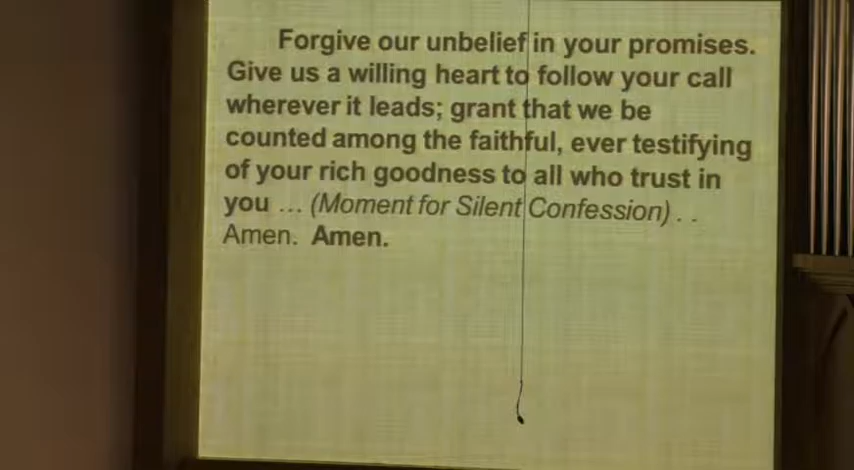 Forgive our unbelief in your promises.
Give us a willing heart to follow your call
wherever it leads; grant that we be
counted among the faithful, ever testifying
of your rich goodness to all who trust in
you ... (Moment for Silent Confession) . .
Amen. Amen.